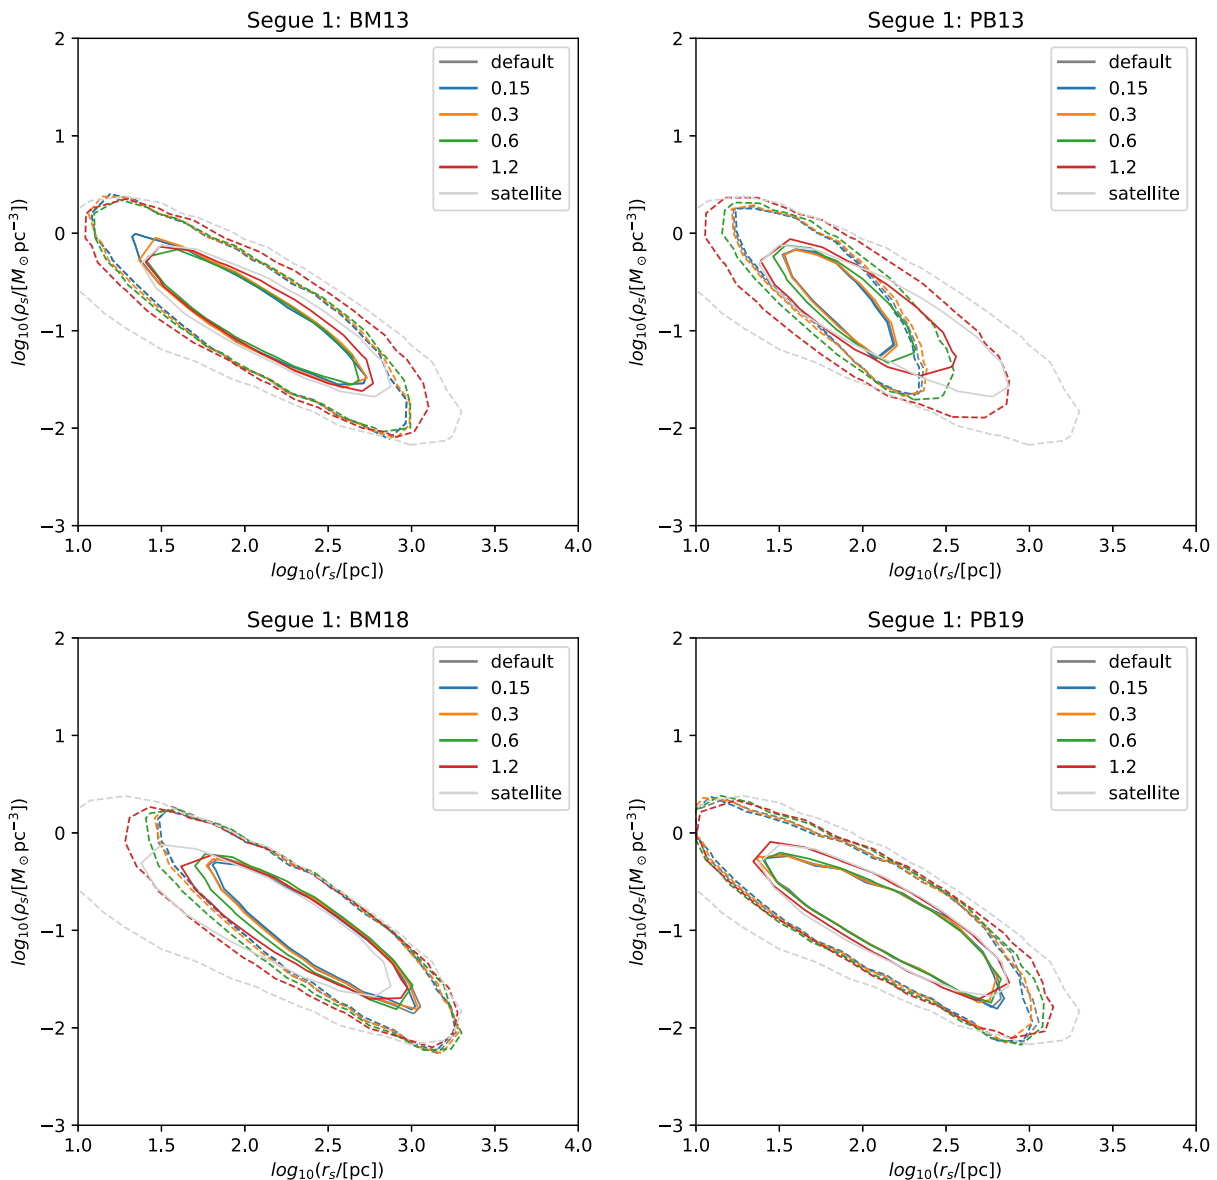 Segue 1: BM13
2
1
0
−1
−2
−3
log₁₀(ρₛ/[M⊙pc⁻³])
default
0.15
0.3
0.6
1.2
satellite
1.0 1.5 2.0 2.5 3.0 3.5 4.0
log₁₀(rₛ/[pc])
Segue 1: PB13
2
1
0
−1
−2
−3
log₁₀(ρₛ/[M⊙pc⁻³])
default
0.15
0.3
0.6
1.2
satellite
1.0 1.5 2.0 2.5 3.0 3.5 4.0
log₁₀(rₛ/[pc])
Segue 1: BM18
2
1
0
−1
−2
−3
log₁₀(ρₛ/[M⊙pc⁻³])
default
0.15
0.3
0.6
1.2
satellite
1.0 1.5 2.0 2.5 3.0 3.5 4.0
log₁₀(rₛ/[pc])
Segue 1: PB19
2
1
0
−1
−2
−3
log₁₀(ρₛ/[M⊙pc⁻³])
default
0.15
0.3
0.6
1.2
satellite
1.0 1.5 2.0 2.5 3.0 3.5 4.0
log₁₀(rₛ/[pc])